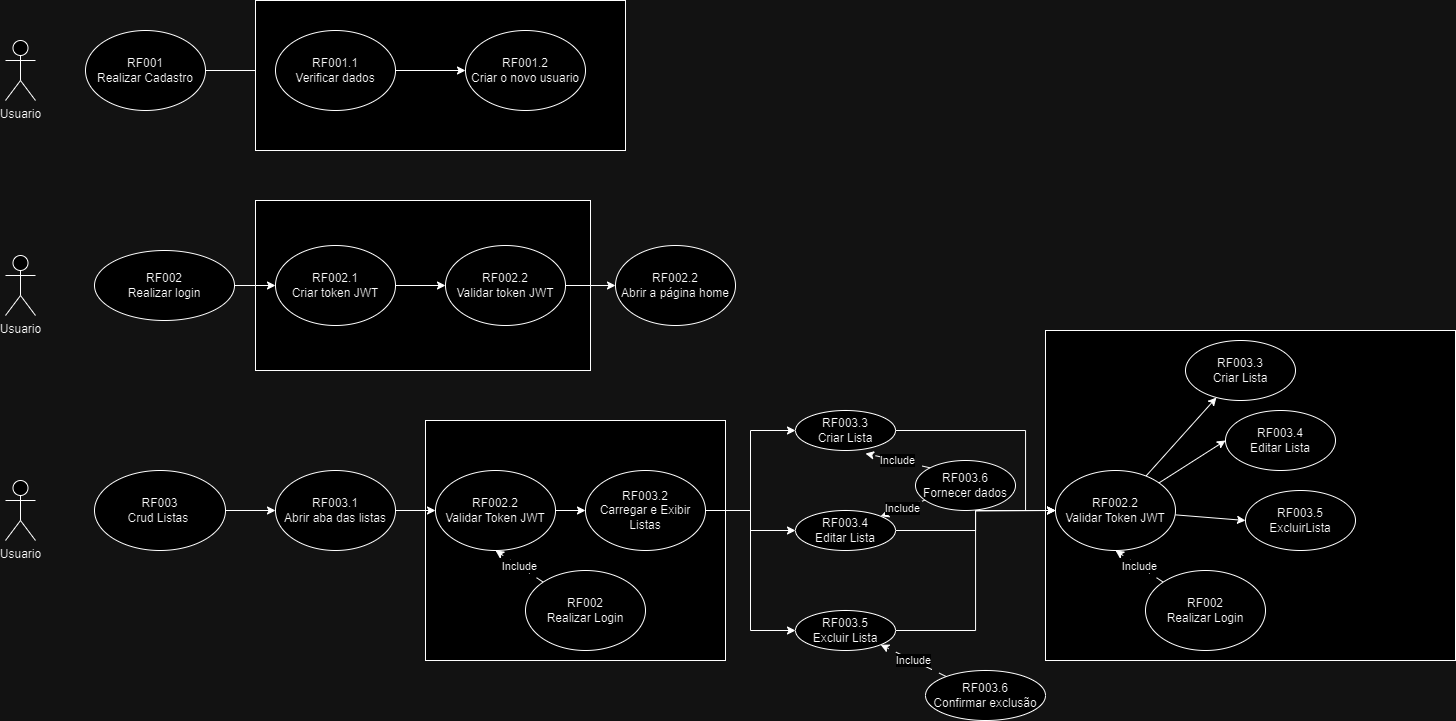 Usuario
RF001
Realizar Cadastro
RF001.1
Verificar dados
RF001.2
Criar o novo usuario
Usuario
RF002
Realizar login
RF002.1
Criar token JWT
RF002.2
Validar token JWT
RF002.2
Abrir a página home
Usuario
RF003
Crud Listas
RF003.1
Abrir aba das listas
RF002.2
Validar Token JWT
RF003.2
Carregar e Exibir
Listas
Include
RF002
Realizar Login
RF003.3
Criar Lista
Include
RF003.6
Fornecer dados
Include
RF003.4
Editar Lista
RF003.5
Excluir Lista
Include
RF003.6
Confirmar exclusão
RF003.3
Criar Lista
RF003.4
Editar Lista
RF002.2
Validar Token JWT
RF003.5
ExcluirLista
Include
RF002
Realizar Login